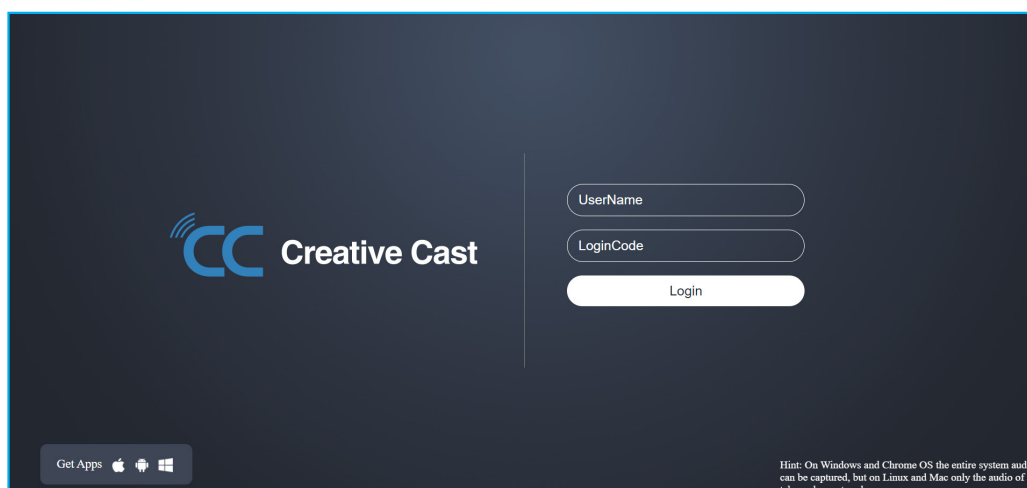 UserName
CC
Creative Cast
LoginCode
Login
Get Apps
Hint: On Windows and Chrome OS the entire system
can be captured, but on Linux and Mac only the audio of